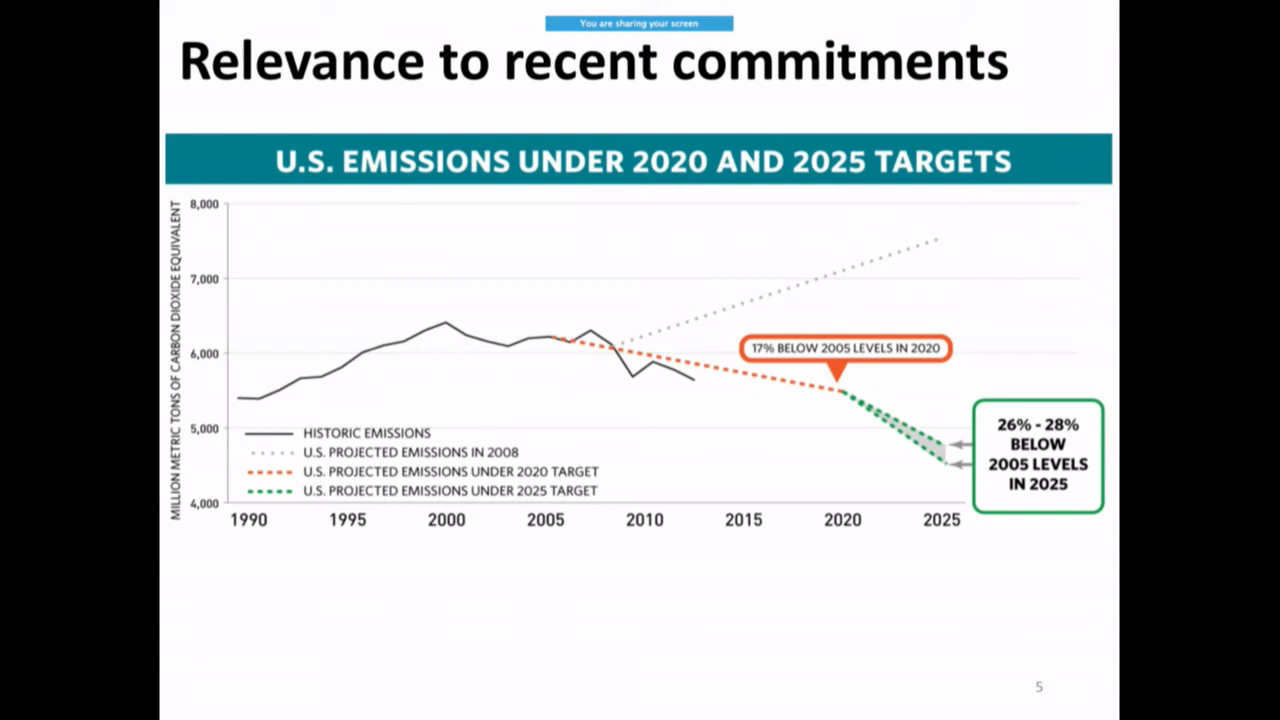 You are sharing your screen
Relevance to recent commitments
U.S. EMISSIONS UNDER 2020 AND 2025 TARGETS
MILLION METRIC TONS OF CARBON DIOXIDE EQUIVALENT
8,000
7,000
6,000
5,000
4,000
17% BELOW 2005 LEVELS IN 2020
26% - 28%
BELOW
2005 LEVELS
IN 2025
HISTORIC EMISSIONS
U.S. PROJECTED EMISSIONS IN 2008
U.S. PROJECTED EMISSIONS UNDER 2020 TARGET
U.S. PROJECTED EMISSIONS UNDER 2025 TARGET
1990 1995 2000 2005 2010 2015 2020 2025
5